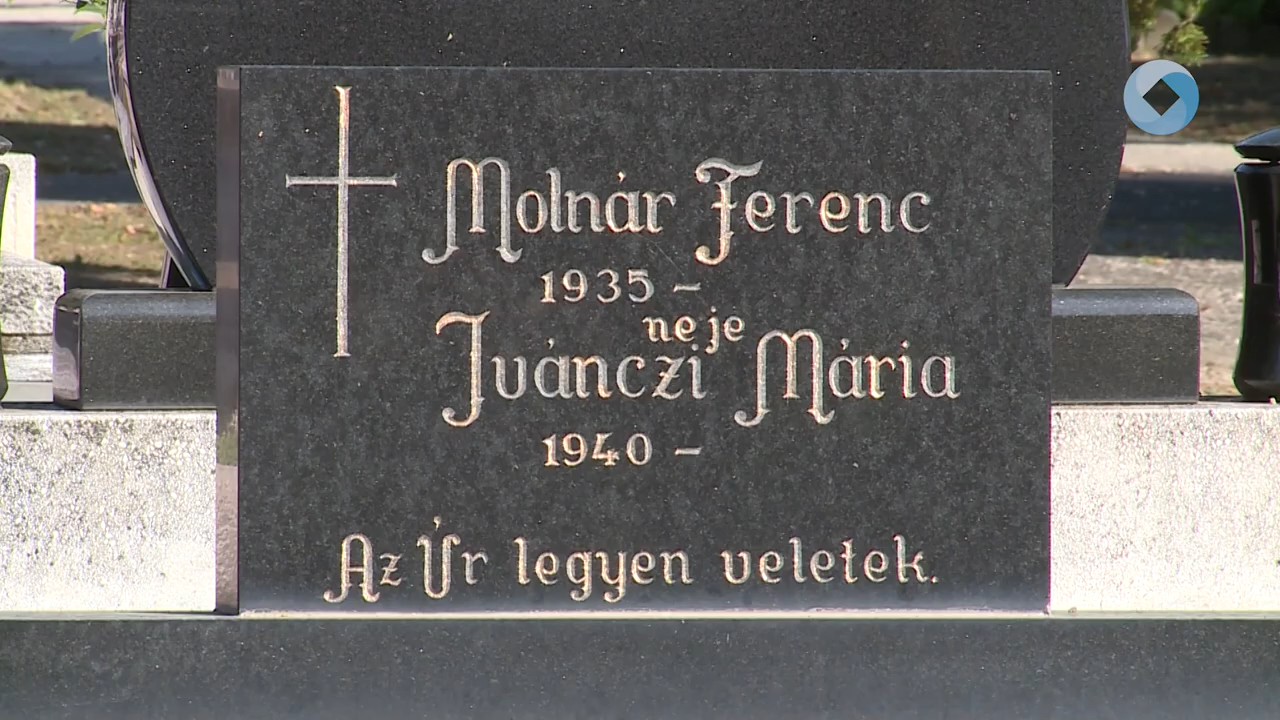 Molnár Ferenc
1935 –
neje
Ivánczi Mária
1940 –
Az Úr legyen veletek.